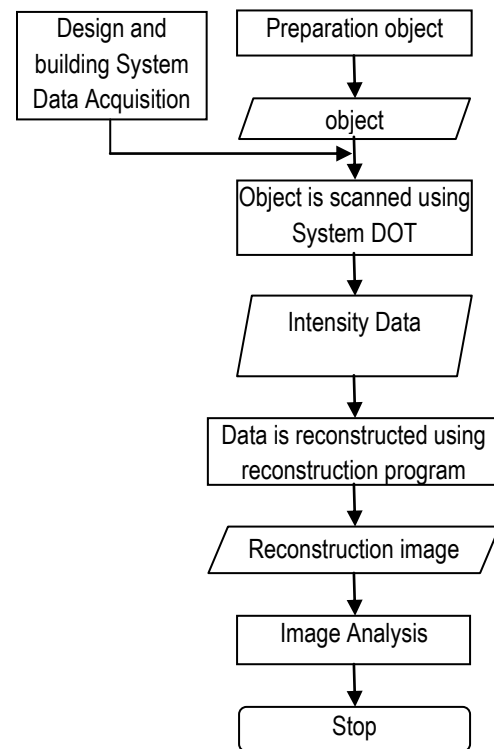 Design and
building System
Data Acquisition
Preparation object
object
Object is scanned using
System DOT
Intensity Data
Data is reconstructed using
reconstruction program
Reconstruction image
Image Analysis
Stop